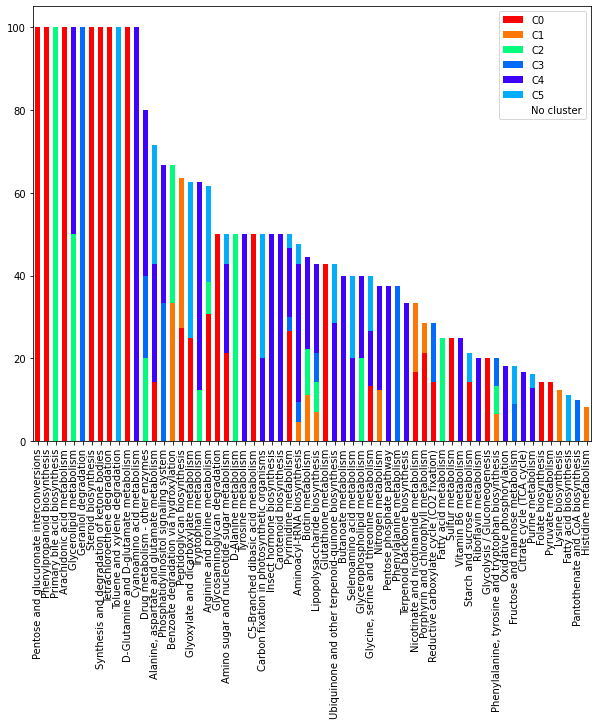 100
80
60
40
20
0
C0
C1
C2
C3
C4
C5
No cluster
Pentose and glucuronate interconversions
Phenylpropanoid biosynthesis
Primary bile acid biosynthesis
Arachidonic acid metabolism
Glycerolipid metabolism
Geraniol degradation
Steroid biosynthesis
Synthesis and degradation of ketone bodies
Tetrachloroethene degradation
Toluene and xylene degradation
D-Glutamine and D-glutamate metabolism
Cyanoamino acid metabolism
Drug metabolism - other enzymes
Alanine, aspartate and glutamate metabolism
Phosphatidylinositol signaling system
Benzoate degradation via hydroxylation
Peptidoglycan biosynthesis
Glyoxylate and dicarboxylate metabolism
Tryptophan metabolism
Arginine and proline metabolism
Glycosaminoglycan degradation
Amino sugar and nucleotide sugar metabolism
D-Alanine metabolism
Tyrosine metabolism
C5-Branched dibasic acid metabolism
Carbon fixation in photosynthetic organisms
Insect hormone biosynthesis
Carotenoid biosynthesis
Pyrimidine metabolism
Aminoacyl-tRNA biosynthesis
Biotin metabolism
Lipopolysaccharide biosynthesis
Glutathione metabolism
Ubiquinone and other terpenoid-quinone biosynthesis
Butanoate metabolism
Selenoamino acid metabolism
Glycerophospholipid metabolism
Glycine, serine and threonine metabolism
Nitrogen metabolism
Pentose phosphate pathway
Phenylalanine metabolism
Terpenoid backbone biosynthesis
Nicotinate and nicotinamide metabolism
Porphyrin and chlorophyll metabolism
Reductive carboxylate cycle (CO2 fixation)
Fatty acid metabolism
Sulfur metabolism
Vitamin B6 metabolism
Starch and sucrose metabolism
Riboflavin metabolism
Glycolysis / Gluconeogenesis
Phenylalanine, tyrosine and tryptophan biosynthesis
Oxidative phosphorylation
Fructose and mannose metabolism
Citrate cycle (TCA cycle)
Purine metabolism
Folate biosynthesis
Pyruvate metabolism
Lysine biosynthesis
Fatty acid biosynthesis
Pantothenate and CoA biosynthesis
Histidine metabolism